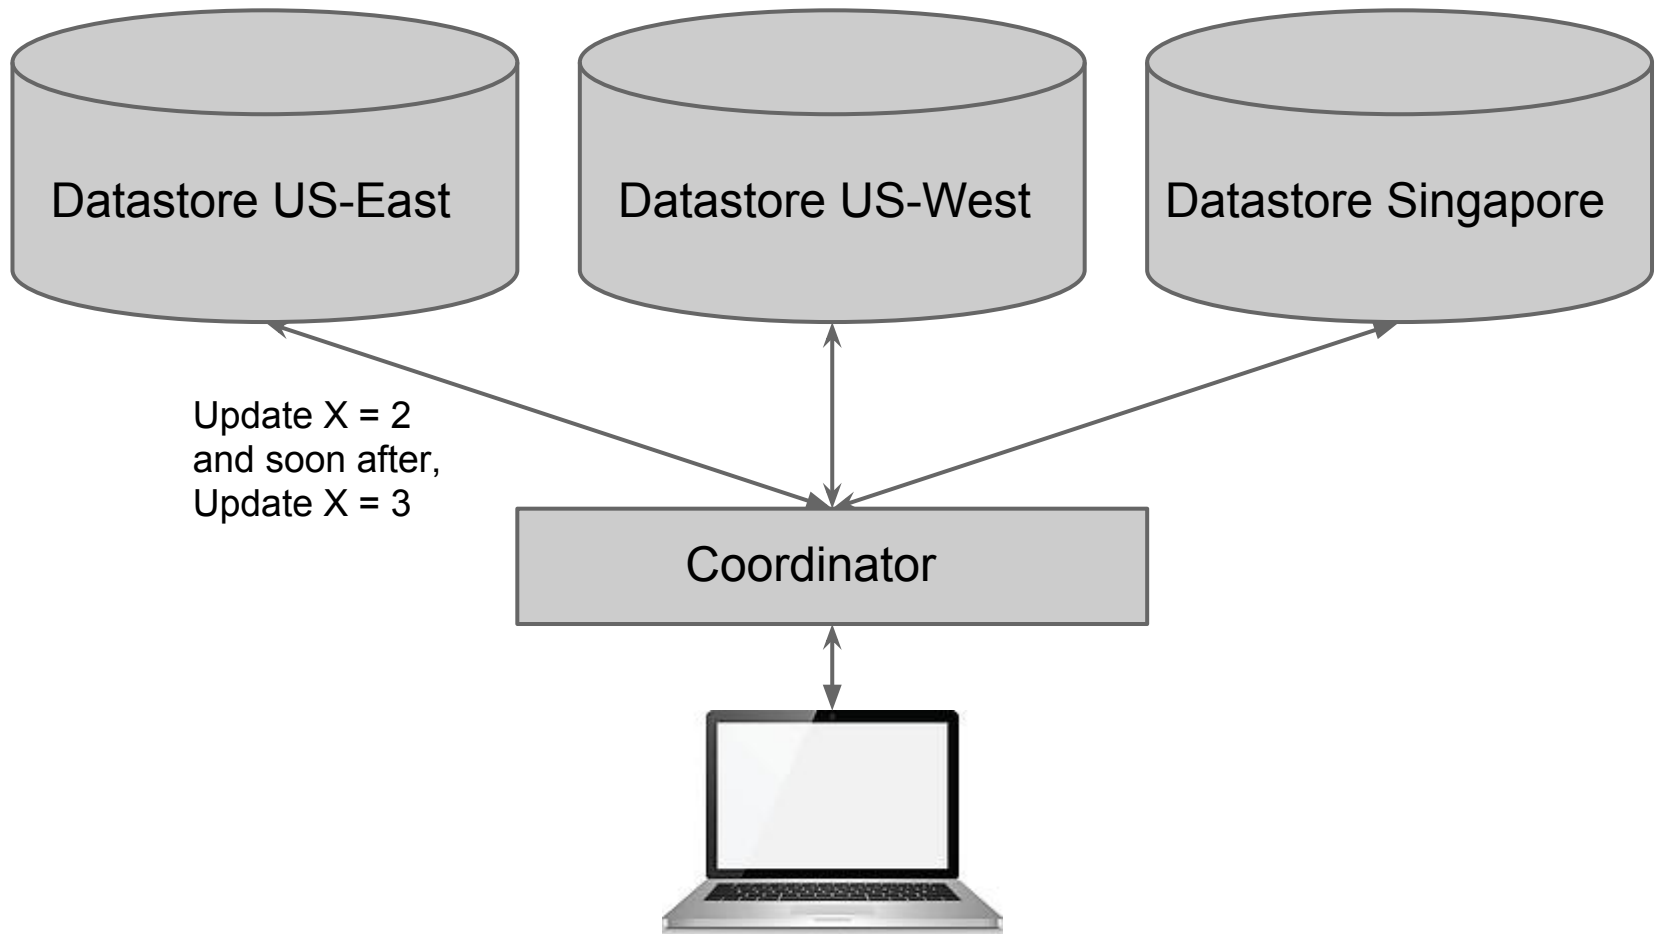 Datastore US-East
Datastore US-West
Datastore Singapore
Update X = 2
and soon after,
Update X = 3
Coordinator